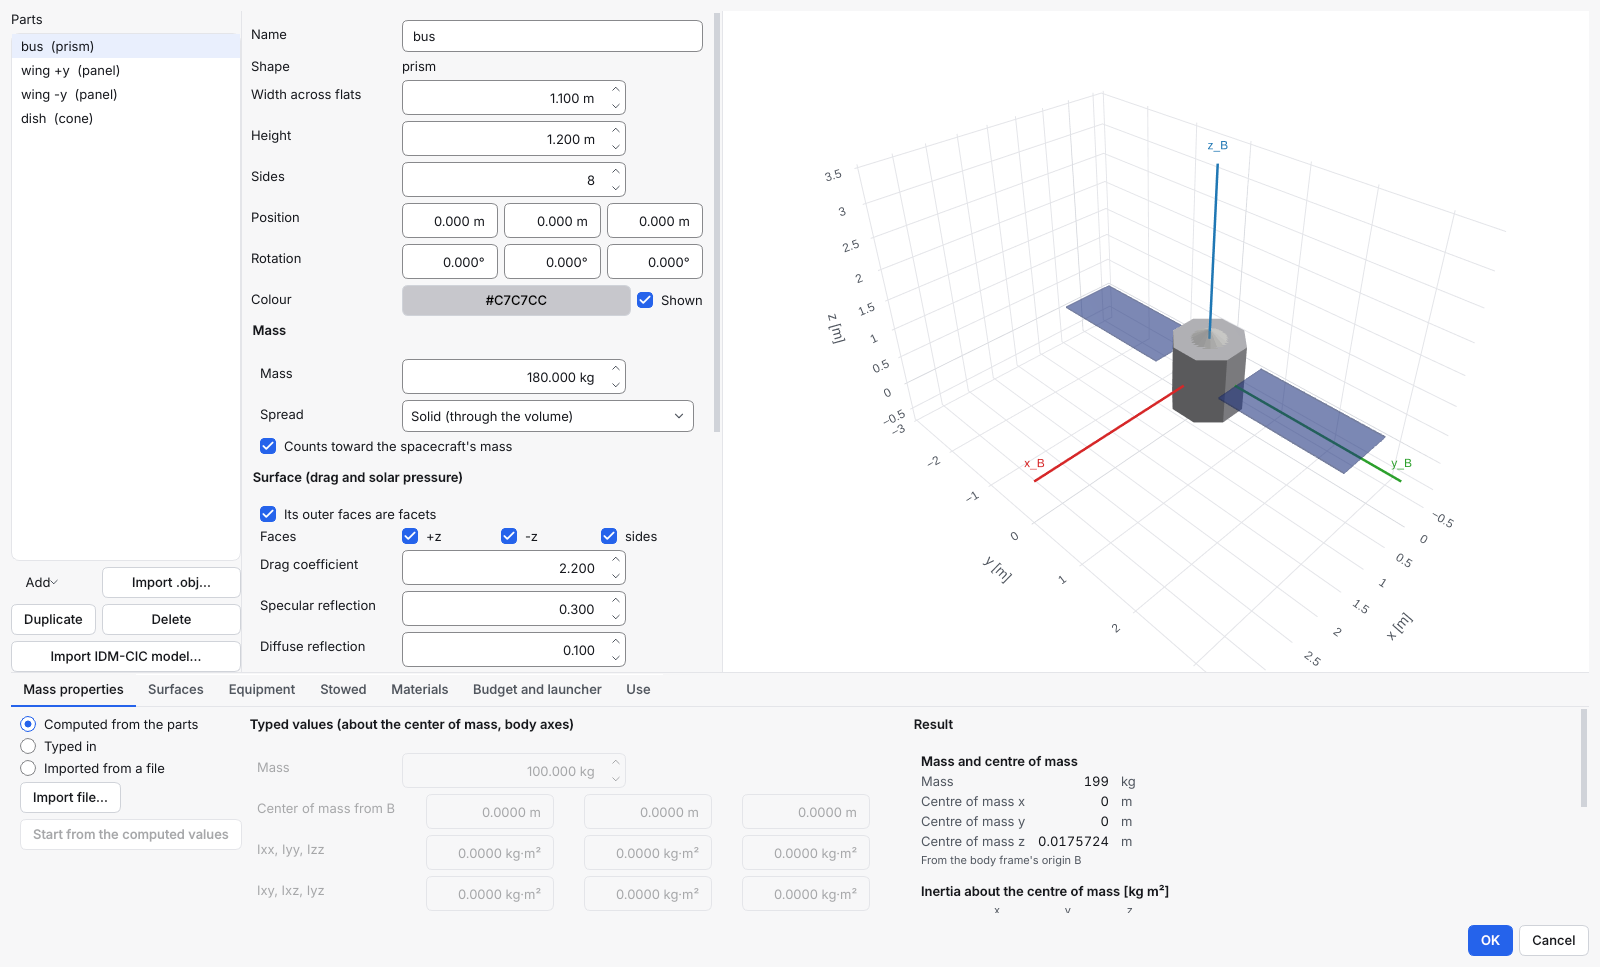 Parts
bus (prism)
wing +y (panel)
wing -y (panel)
dish (cone)
Add
Import .obj...
Duplicate
Delete
Import IDM-CIC model...
Name
bus
Shape
prism
Width across flats
1.100 m
Height
1.200 m
Sides
8
Position
0.000 m
0.000 m
0.000 m
Rotation
0.000°
0.000°
0.000°
Colour
#C7C7CC
Shown
Mass
Mass
180.000 kg
Spread
Solid (through the volume)
Counts toward the spacecraft's mass
Surface (drag and solar pressure)
Its outer faces are facets
Faces
+z
-z
sides
Drag coefficient
2.200
Specular reflection
0.300
Diffuse reflection
0.100
z_B
x_B
y_B
z [m]
3.5
3
2.5
2
1.5
1
0.5
0
−0.5
y [m]
−3
−2
−1
0
1
2
x [m]
−0.5
0
0.5
1
1.5
2
2.5
Mass properties
Surfaces
Equipment
Stowed
Materials
Budget and launcher
Use
Computed from the parts
Typed in
Imported from a file
Import file...
Start from the computed values
Typed values (about the center of mass, body axes)
Mass
100.000 kg
Center of mass from B
0.0000 m
0.0000 m
0.0000 m
Ixx, Iyy, Izz
0.0000 kg·m²
0.0000 kg·m²
0.0000 kg·m²
Ixy, Ixz, Iyz
0.0000 kg·m²
0.0000 kg·m²
0.0000 kg·m²
Result
Mass and centre of mass
Mass 199 kg
Centre of mass x 0 m
Centre of mass y 0 m
Centre of mass z 0.0175724 m
From the body frame's origin B
Inertia about the centre of mass [kg m²]
x y z
OK
Cancel